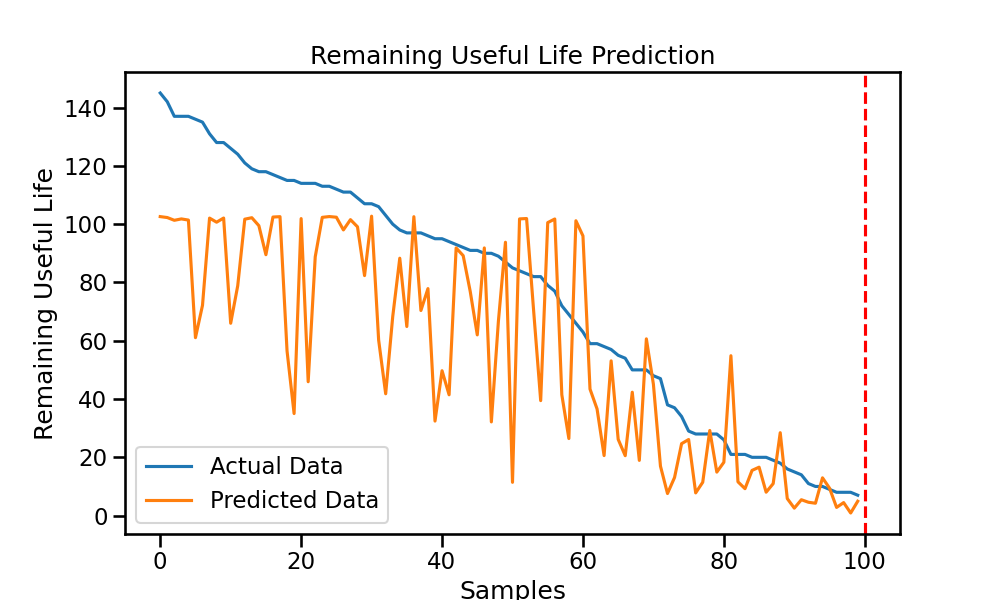 Remaining Useful Life Prediction
Remaining Useful Life
140
120
100
80
60
40
20
0
Actual Data
Predicted Data
0 20 40 60 80 100
Samples